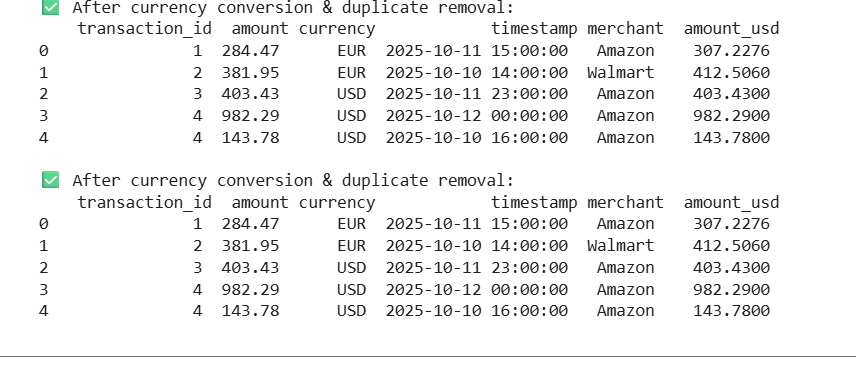 ✅ After currency conversion & duplicate removal:
transaction_id amount currency timestamp merchant amount_usd
0 1 284.47 EUR 2025-10-11 15:00:00 Amazon 307.2276
1 2 381.95 EUR 2025-10-10 14:00:00 Walmart 412.5060
2 3 403.43 USD 2025-10-11 23:00:00 Amazon 403.4300
3 4 982.29 USD 2025-10-12 00:00:00 Amazon 982.2900
4 4 143.78 USD 2025-10-10 16:00:00 Amazon 143.7800
✅ After currency conversion & duplicate removal:
transaction_id amount currency timestamp merchant amount_usd
0 1 284.47 EUR 2025-10-11 15:00:00 Amazon 307.2276
1 2 381.95 EUR 2025-10-10 14:00:00 Walmart 412.5060
2 3 403.43 USD 2025-10-11 23:00:00 Amazon 403.4300
3 4 982.29 USD 2025-10-12 00:00:00 Amazon 982.2900
4 4 143.78 USD 2025-10-10 16:00:00 Amazon 143.7800